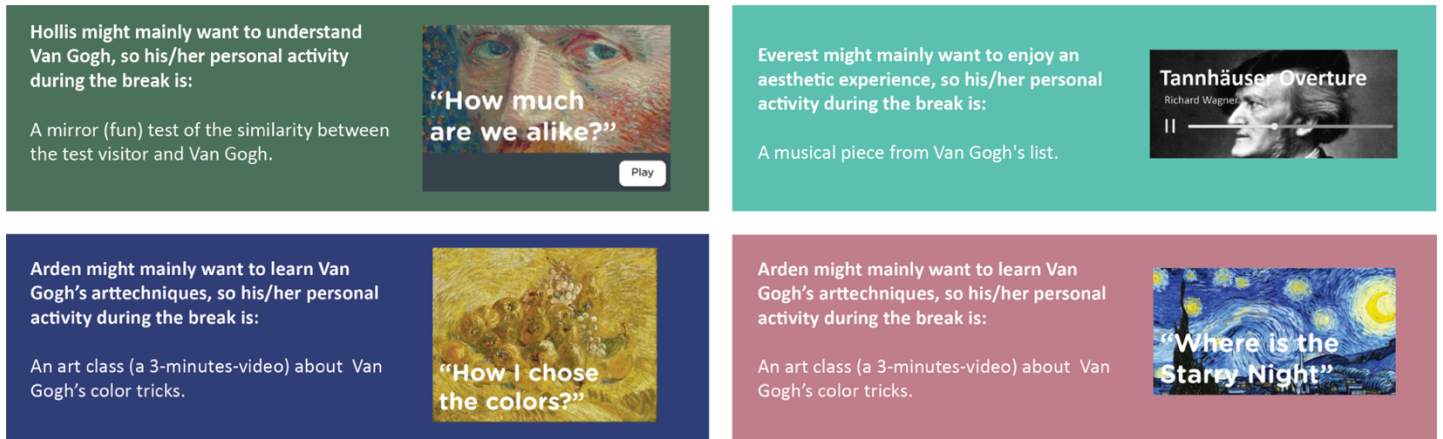 Hollis might mainly want to understand
Van Gogh, so his/her personal activity
during the break is:
A mirror (fun) test of the similarity between
the test visitor and Van Gogh.
“How much
are we alike?”
Play
Everest might mainly want to enjoy an
aesthetic experience, so his/her personal
activity during the break is:
A musical piece from Van Gogh's list.
Tannhäuser Overture
Richard Wagner
Arden might mainly want to learn Van
Gogh’s arttechniques, so his/her personal
activity during the break is:
An art class (a 3-minutes-video) about Van
Gogh’s color tricks.
“How I chose
the colors?”
Arden might mainly want to learn Van
Gogh’s arttechniques, so his/her personal
activity during the break is:
An art class (a 3-minutes-video) about Van
Gogh’s color tricks.
“Where is the
Starry Night”